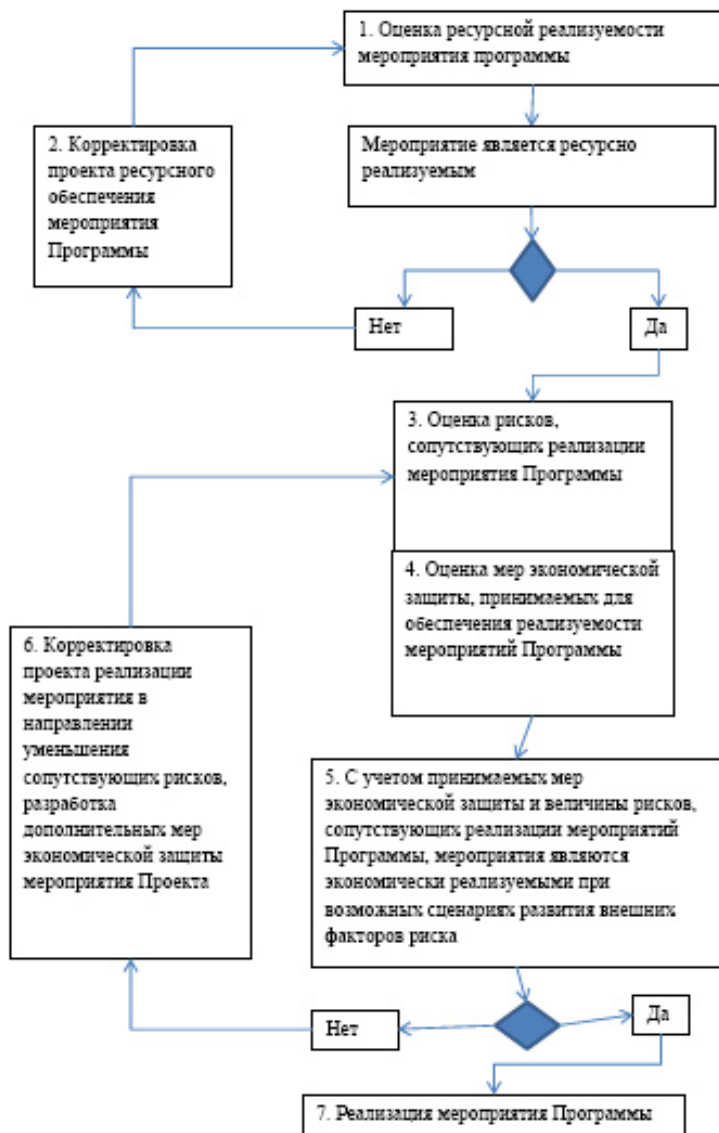 1. Оценка ресурсной реализуемости
мероприятия программы
2. Корректировка
проекта ресурсного
обеспечения
мероприятия
Программы
Мероприятие является ресурсно
реализуемым
Нет
Да
3. Оценка рисков,
сопутствующих реализации
мероприятия Программы
4. Оценка мер экономической
защиты, принимаемых для
обеспечения реализуемости
мероприятий Программы
6. Корректировка
проекта реализации
мероприятия в
направлении
уменьшения
сопутствующих рисков,
разработка
дополнительных мер
экономической защиты
мероприятия Проекта
5. С учетом принимаемых мер
экономической защиты и величины рисков,
сопутствующих реализации мероприятий
Программы, мероприятия являются
экономически реализуемыми при
возможных сценариях развития внешних
факторов риска
Нет
Да
7. Реализация мероприятия Программы